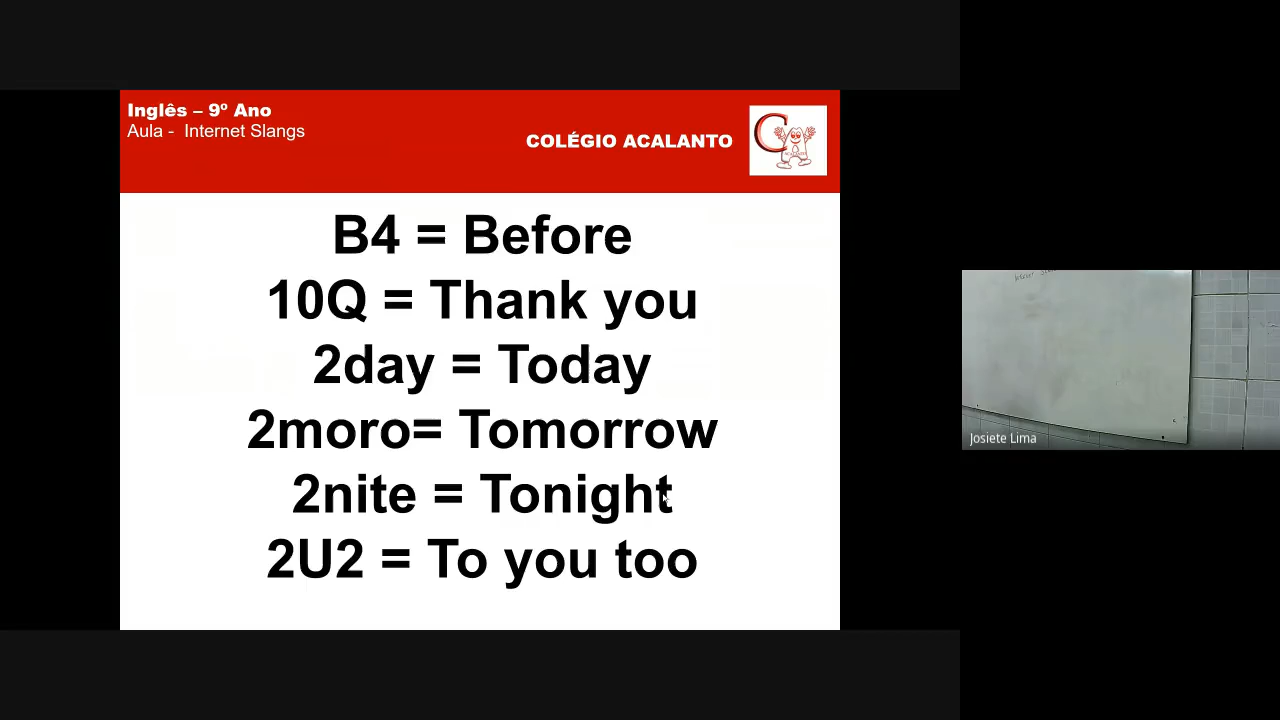 Inglês – 9º Ano
Aula - Internet Slangs
COLÉGIO ACALANTO
B4 = Before
10Q = Thank you
2day = Today
2moro= Tomorrow
2nite = Tonight
2U2 = To you too
Josiete Lima